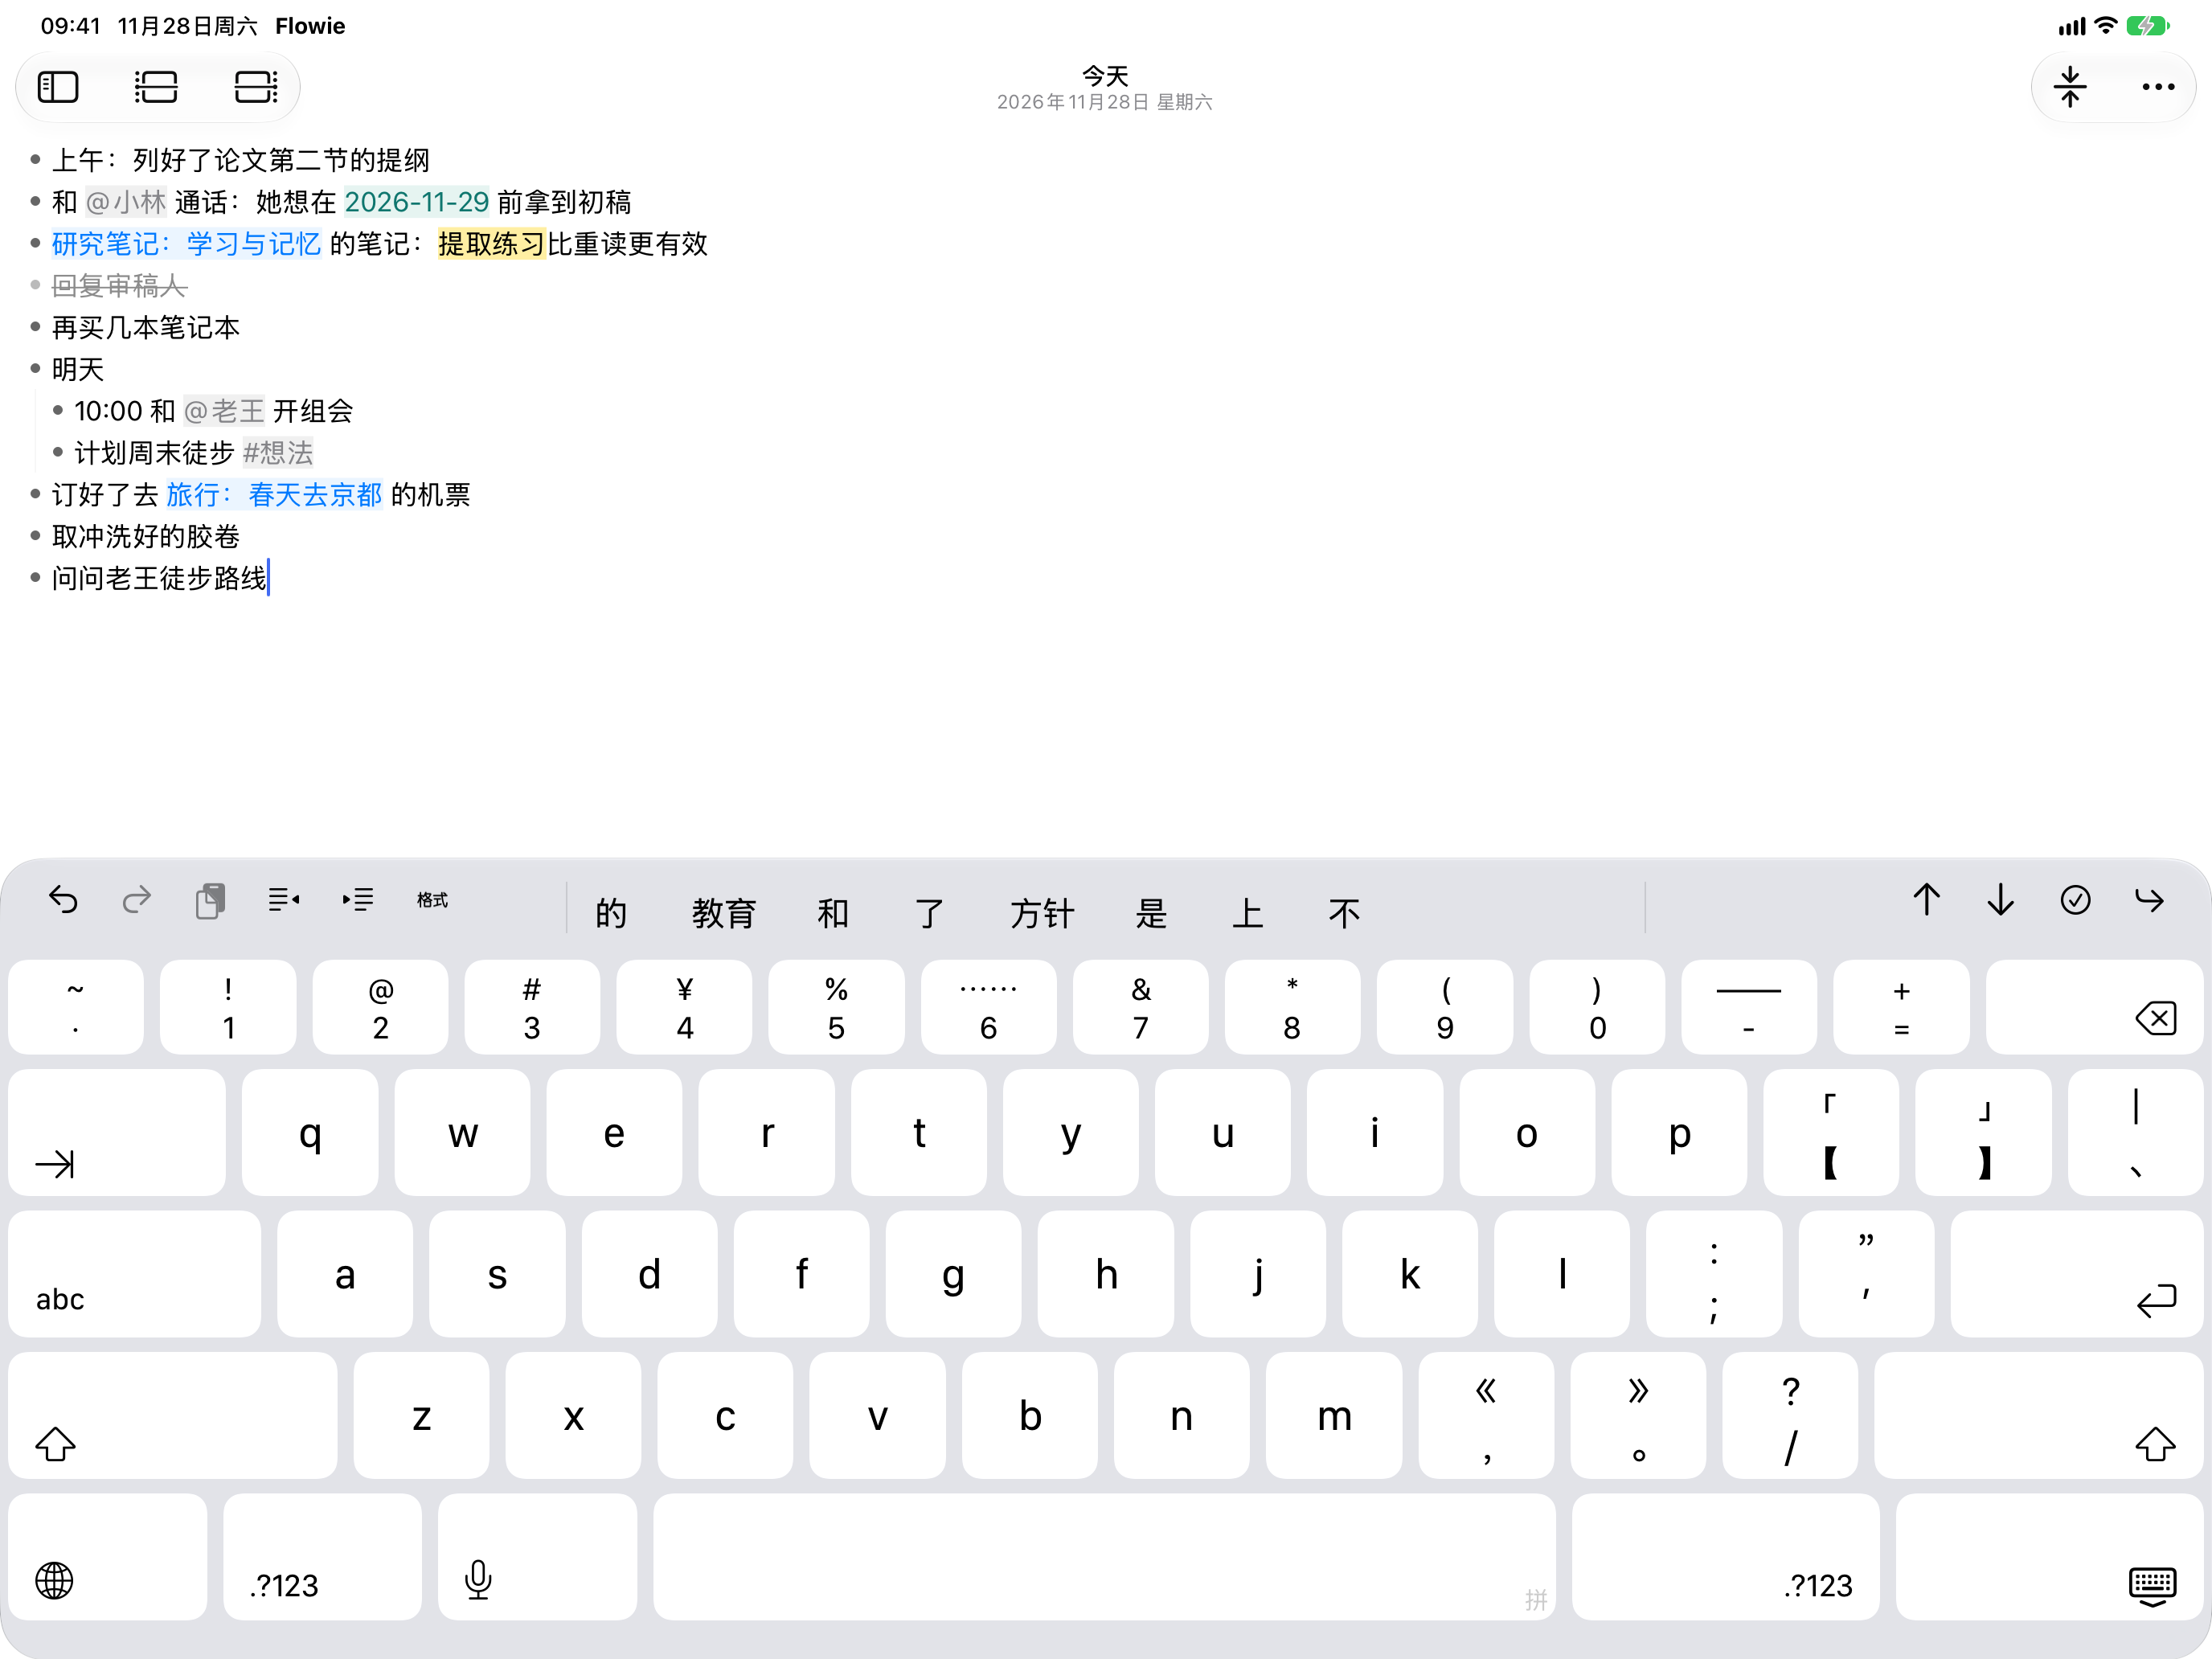 09:41 11月28日周六 Flowie
今天
2026年11月28日 星期六
上午：列好了论文第二节的提纲
和 @小林 通话：她想在 2026-11-29 前拿到初稿
研究笔记：学习与记忆 的笔记：提取练习比重读更有效
回复审稿人
再买几本笔记本
明天
10:00 和 @老王 开组会
计划周末徒步 #想法
订好了去 旅行：春天去京都 的机票
取冲洗好的胶卷
问问老王徒步路线
格式 的 教育 和 了 方针 是 上 不
~ ! @ # ¥ % …… & * ( ) —— +
· 1 2 3 4 5 6 7 8 9 0 - =
q w e r t y u i o p 「 」 |
【 】 、
abc a s d f g h j k l : ”
; ’
z x c v b n m 《 》 ?
， 。 /
.?123 拼 .?123